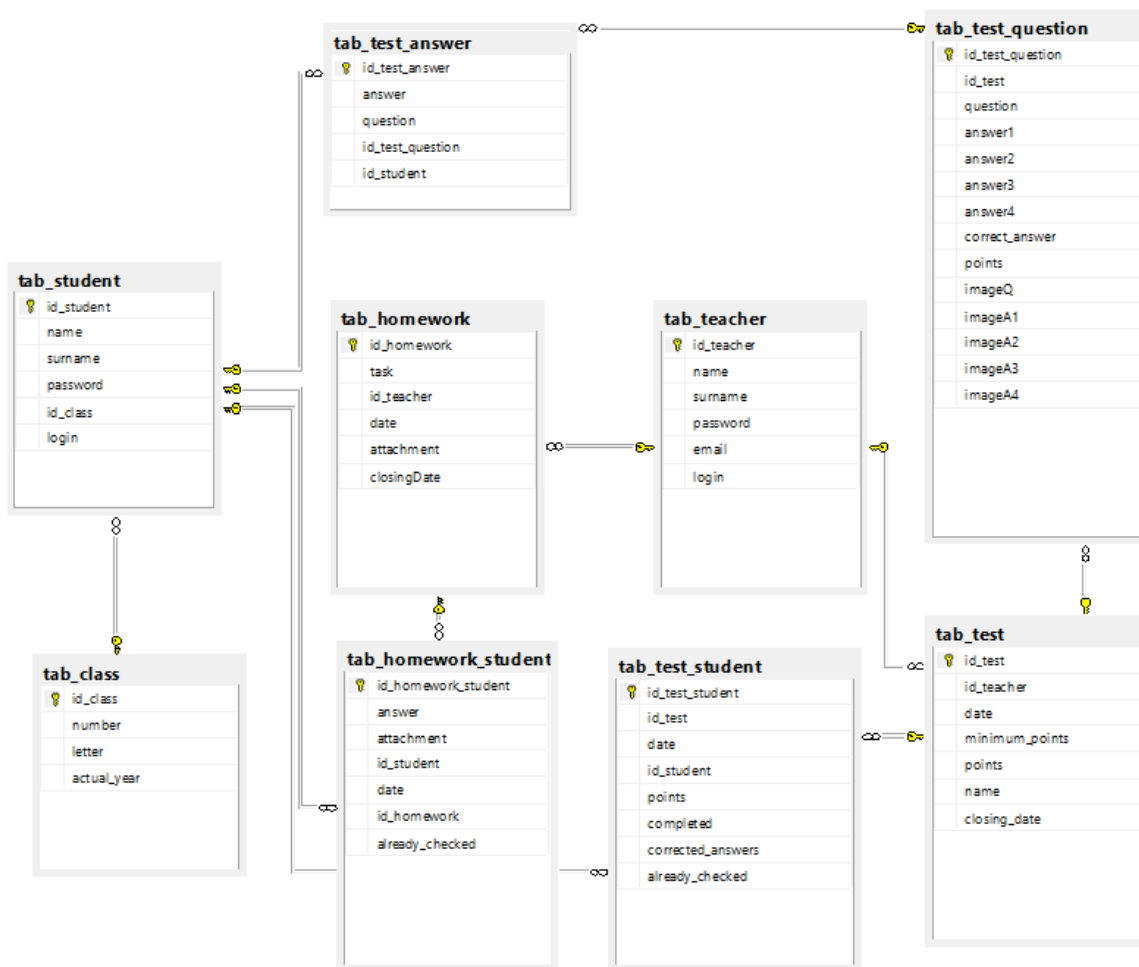 tab_test_answer
id_test_answer
answer
question
id_test_question
id_student
tab_test_question
id_test_question
id_test
question
answer1
answer2
answer3
answer4
correct_answer
points
imageQ
imageA1
imageA2
imageA3
imageA4
tab_student
id_student
name
surname
password
id_class
login
tab_homework
id_homework
task
id_teacher
date
attachment
closingDate
tab_teacher
id_teacher
name
surname
password
email
login
tab_class
id_class
number
letter
actual_year
tab_homework_student
id_homework_student
answer
attachment
id_student
date
id_homework
already_checked
tab_test_student
id_test_student
id_test
date
id_student
points
completed
corrected_answers
already_checked
tab_test
id_test
id_teacher
date
minimum_points
points
name
closing_date